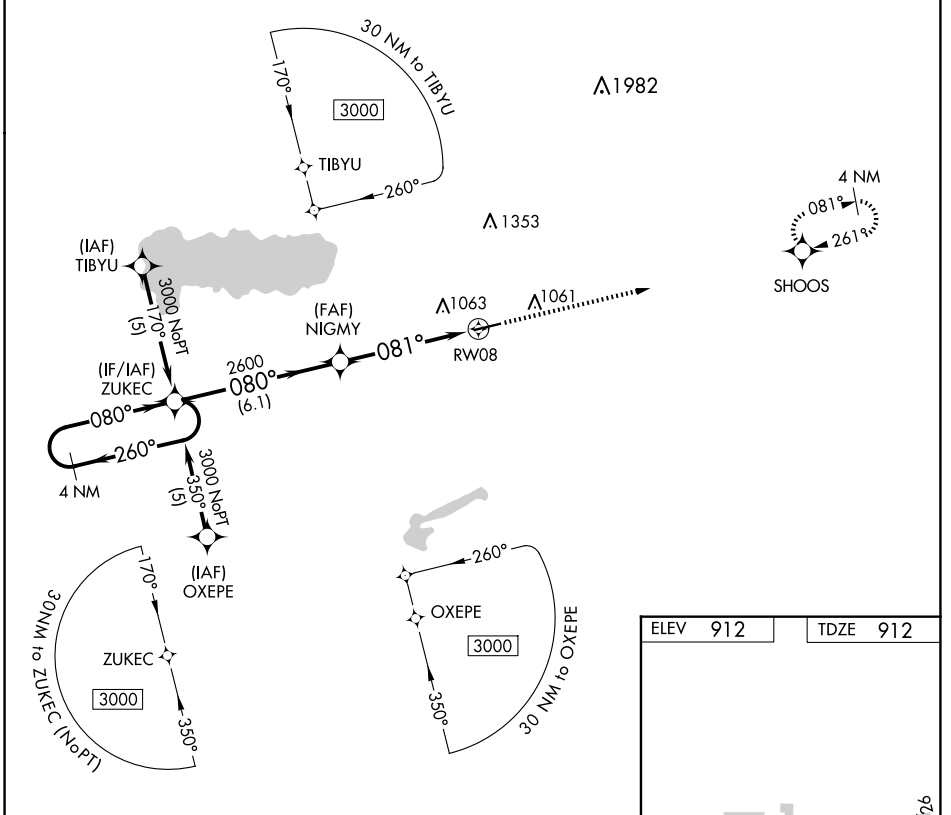 30 NM to TIBYU
170°
3000
TIBYU
260°
1982
4 NM
081°
261°
SHOOS
1353
(IAF)
TIBYU
3000 NoPT
170°
(5)
(FAF)
NIGMY
1063
1061
081°
RW08
(IF/IAF)
ZUKEC
2600
080°
(6.1)
080°
260°
4 NM
3000 NoPT
350°
(5)
(IAF)
OXEPE
170°
30NM to ZUKEC (NoPT)
ZUKEC
3000
350°
260°
OXEPE
3000
350°
30 NM to OXEPE
ELEV 912
TDZE 912
26